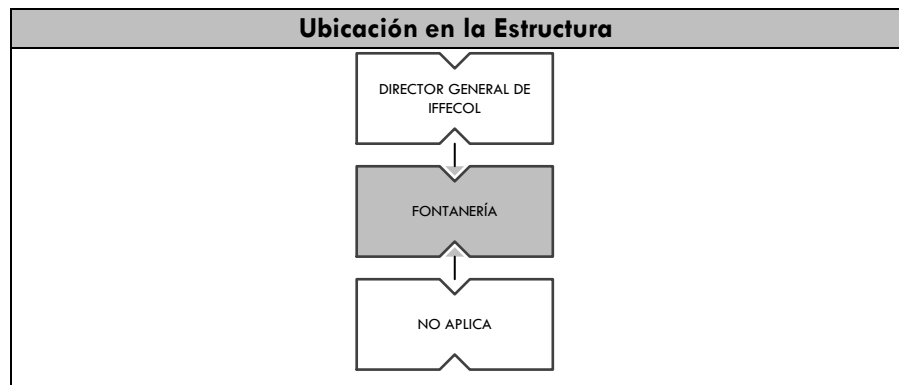 Ubicación en la Estructura
DIRECTOR GENERAL DE
IFFECOL
FONTANERÍA
NO APLICA